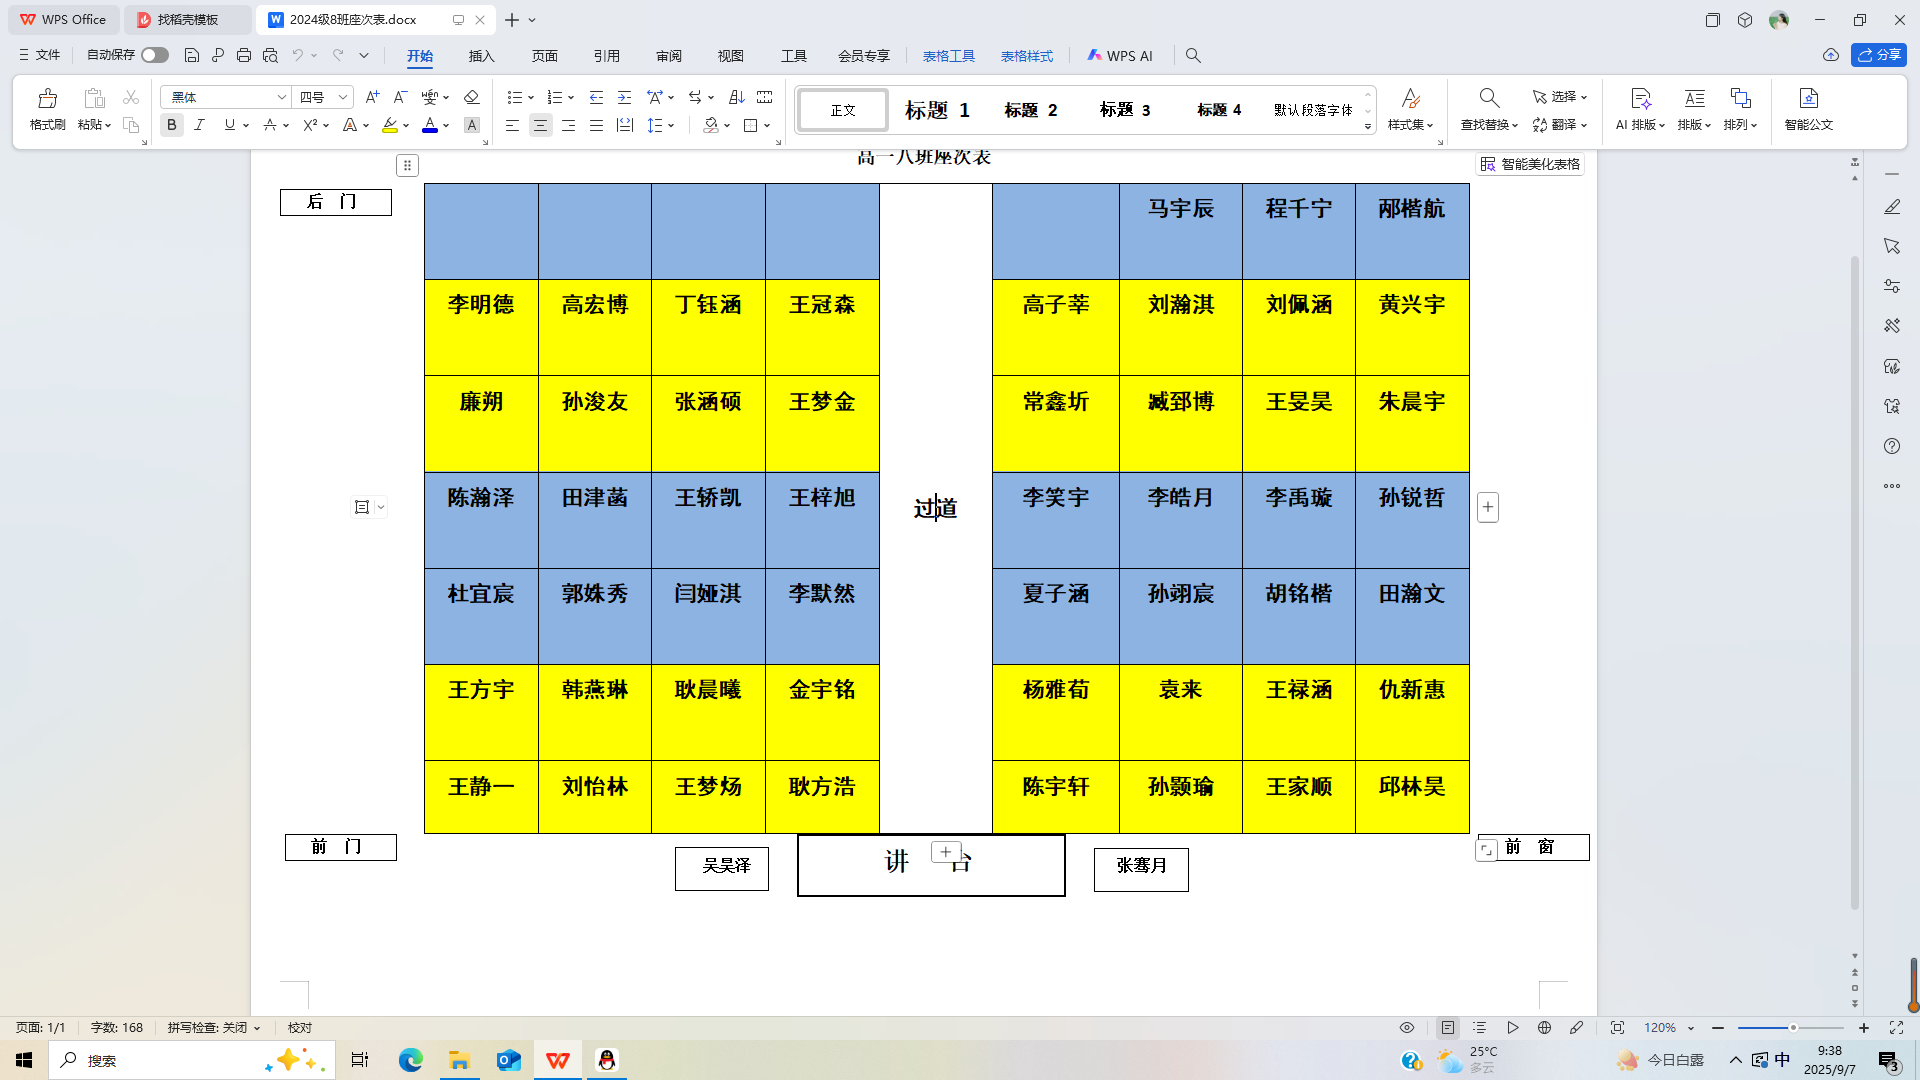 WPS Office 找稻壳模板 2024级8班座次表.docx
文件 自动保存 开始 插入 页面 引用 审阅 视图 工具 会员专享 表格工具 表格样式 WPS AI 分享
黑体 四号 正文 标题 1 标题 2 标题 3 标题 4 默认段落字体 选择
格式刷 粘贴 样式集 查找替换 翻译 AI 排版 排版 排列 智能公文
高一八班座次表 智能美化表格
后 门 马宇辰 程千宁 邴楷航
李明德 高宏博 丁钰涵 王冠森 高子莘 刘瀚淇 刘佩涵 黄兴宇
廉朔 孙浚友 张涵硕 王梦金 常鑫圻 臧郅博 王旻昊 朱晨宇
陈瀚泽 田津菡 王轿凯 王梓旭 过道 李笑宇 李皓月 李禹璇 孙锐哲
杜宜宸 郭姝秀 闫娅淇 李默然 夏子涵 孙翊宸 胡铭楷 田瀚文
王方宇 韩燕琳 耿晨曦 金宇铭 杨雅荀 袁来 王禄涵 仇新惠
王静一 刘怡林 王梦炀 耿方浩 陈宇轩 孙颢瑜 王家顺 邱林昊
前 门 吴昊泽 讲 台 张骞月 前 窗
页面: 1/1 字数: 168 拼写检查: 关闭 校对 120%
搜索 25°C 多云 今日白露 中 9:38 2025/9/7 3